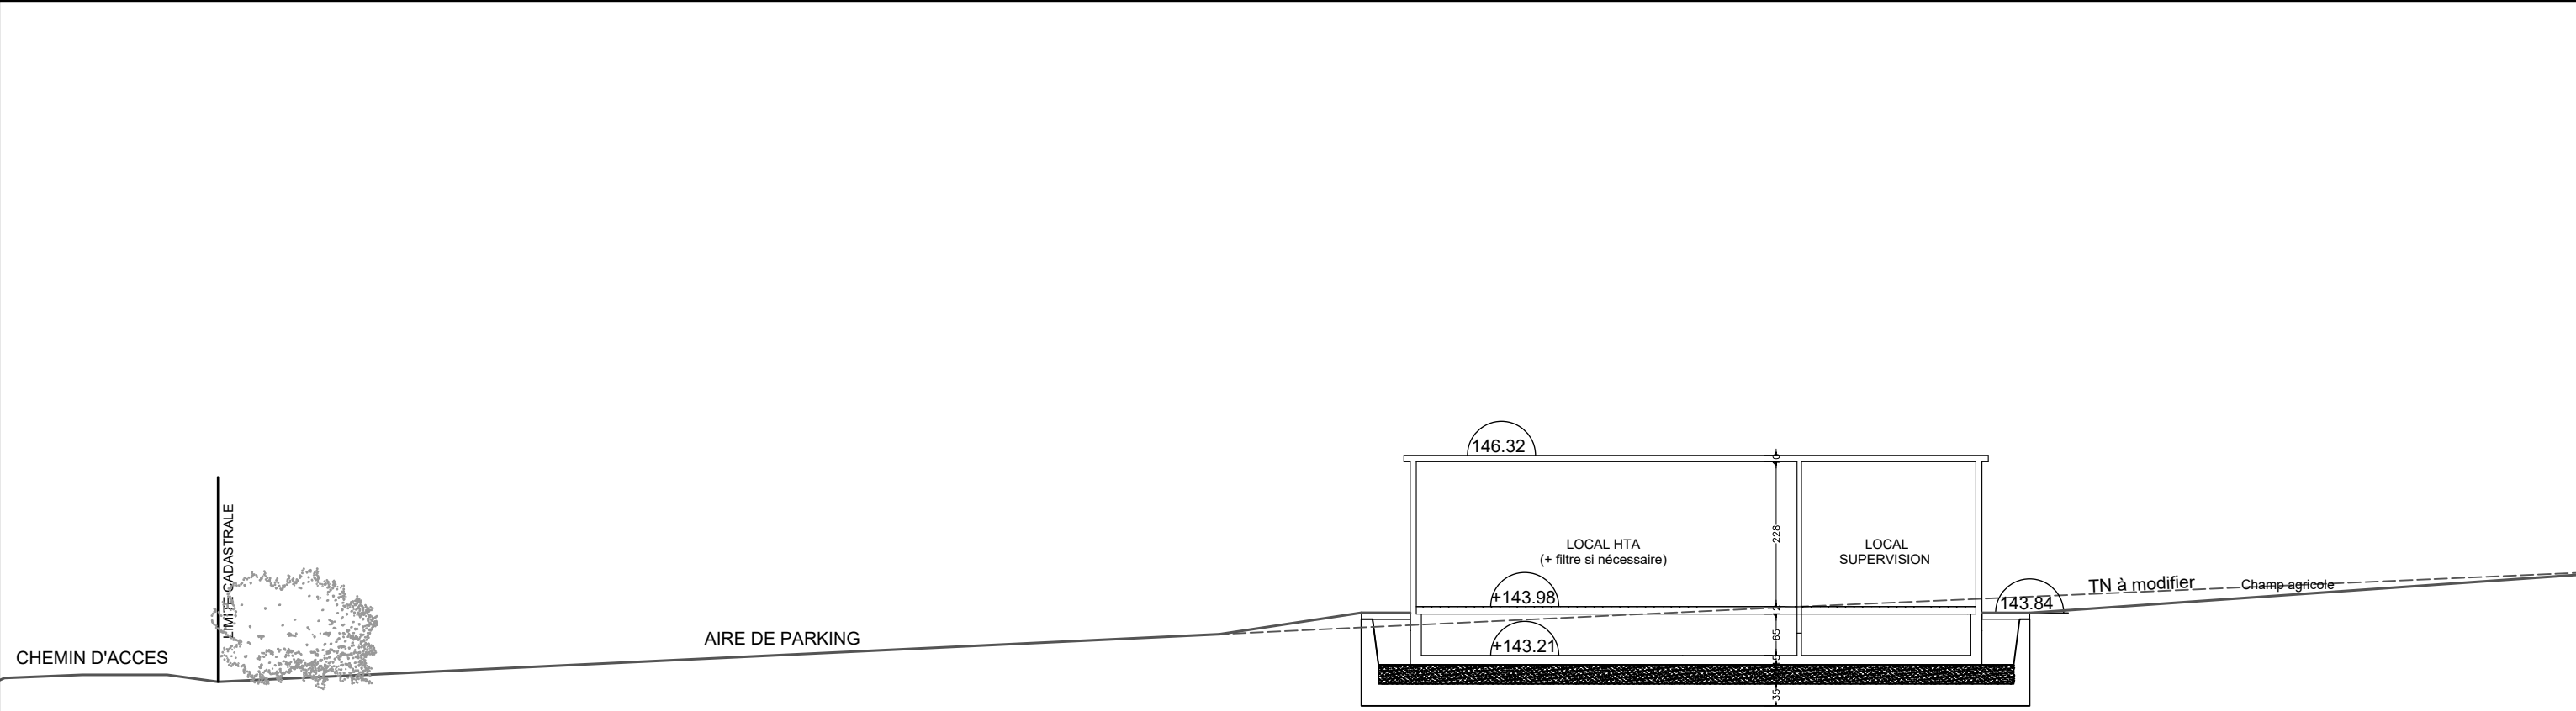 146.32
10
LIMITE CADASTRALE
228
LOCAL HTA
(+ filtre si nécessaire)
LOCAL
SUPERVISION
TN à modifier
Champ agricole
+143.98
143.84
AIRE DE PARKING
65
+143.21
CHEMIN D'ACCES
35